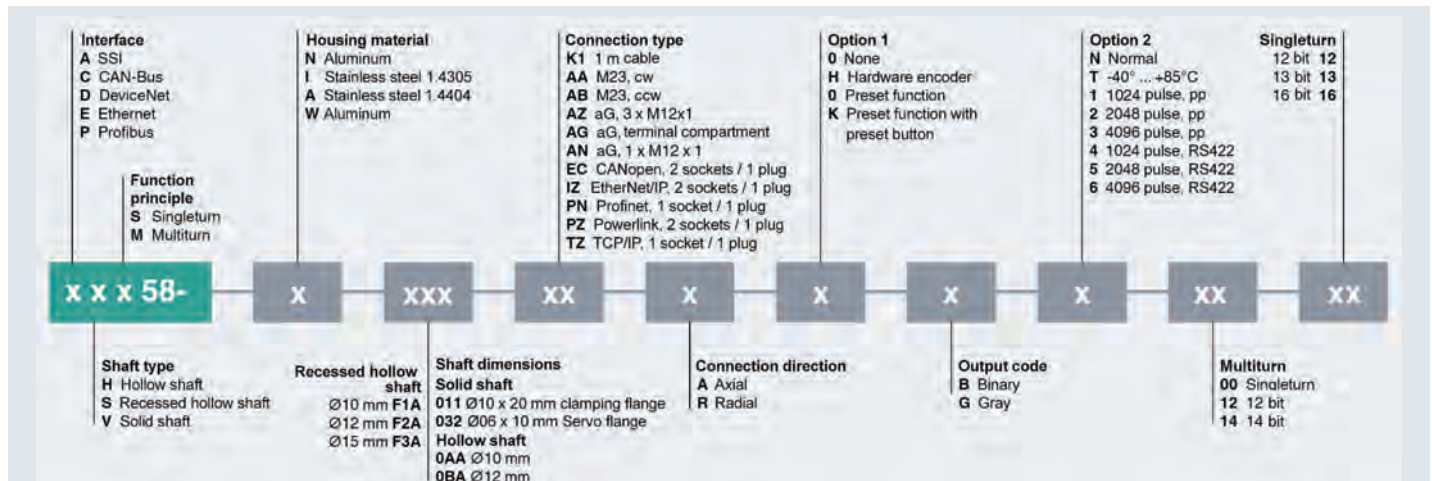 Interface
A SSI
C CAN-Bus
D DeviceNet
E Ethernet
P Profibus
Function
principle
S Singleturn
M Multiturn
Housing material
N Aluminum
I Stainless steel 1.4305
A Stainless steel 1.4404
W Aluminum
Connection type
K1 1 m cable
AA M23, cw
AB M23, ccw
AZ aG, 3 x M12x1
AG aG, terminal compartment
AN aG, 1 x M12 x 1
EC CANopen, 2 sockets / 1 plug
IZ EtherNet/IP, 2 sockets / 1 plug
PN Profinet, 1 socket / 1 plug
PZ Powerlink, 2 sockets / 1 plug
TZ TCP/IP, 1 socket / 1 plug
Option 1
0 None
H Hardware encoder
0 Preset function
K Preset function with
preset button
Option 2
N Normal
T -40° ... +85°C
1 1024 pulse, pp
2 2048 pulse, pp
3 4096 pulse, pp
4 1024 pulse, RS422
5 2048 pulse, RS422
6 4096 pulse, RS422
Singleturn
12 bit 12
13 bit 13
16 bit 16
x x x 58- x xxx xx x x x x xx xx
Shaft type
H Hollow shaft
S Recessed hollow shaft
V Solid shaft
Recessed hollow
shaft
Ø10 mm F1A
Ø12 mm F2A
Ø15 mm F3A
Shaft dimensions
Solid shaft
011 Ø10 x 20 mm clamping flange
032 Ø06 x 10 mm Servo flange
Hollow shaft
0AA Ø10 mm
0BA Ø12 mm
Connection direction
A Axial
R Radial
Output code
B Binary
G Gray
Multiturn
00 Singleturn
12 12 bit
14 14 bit